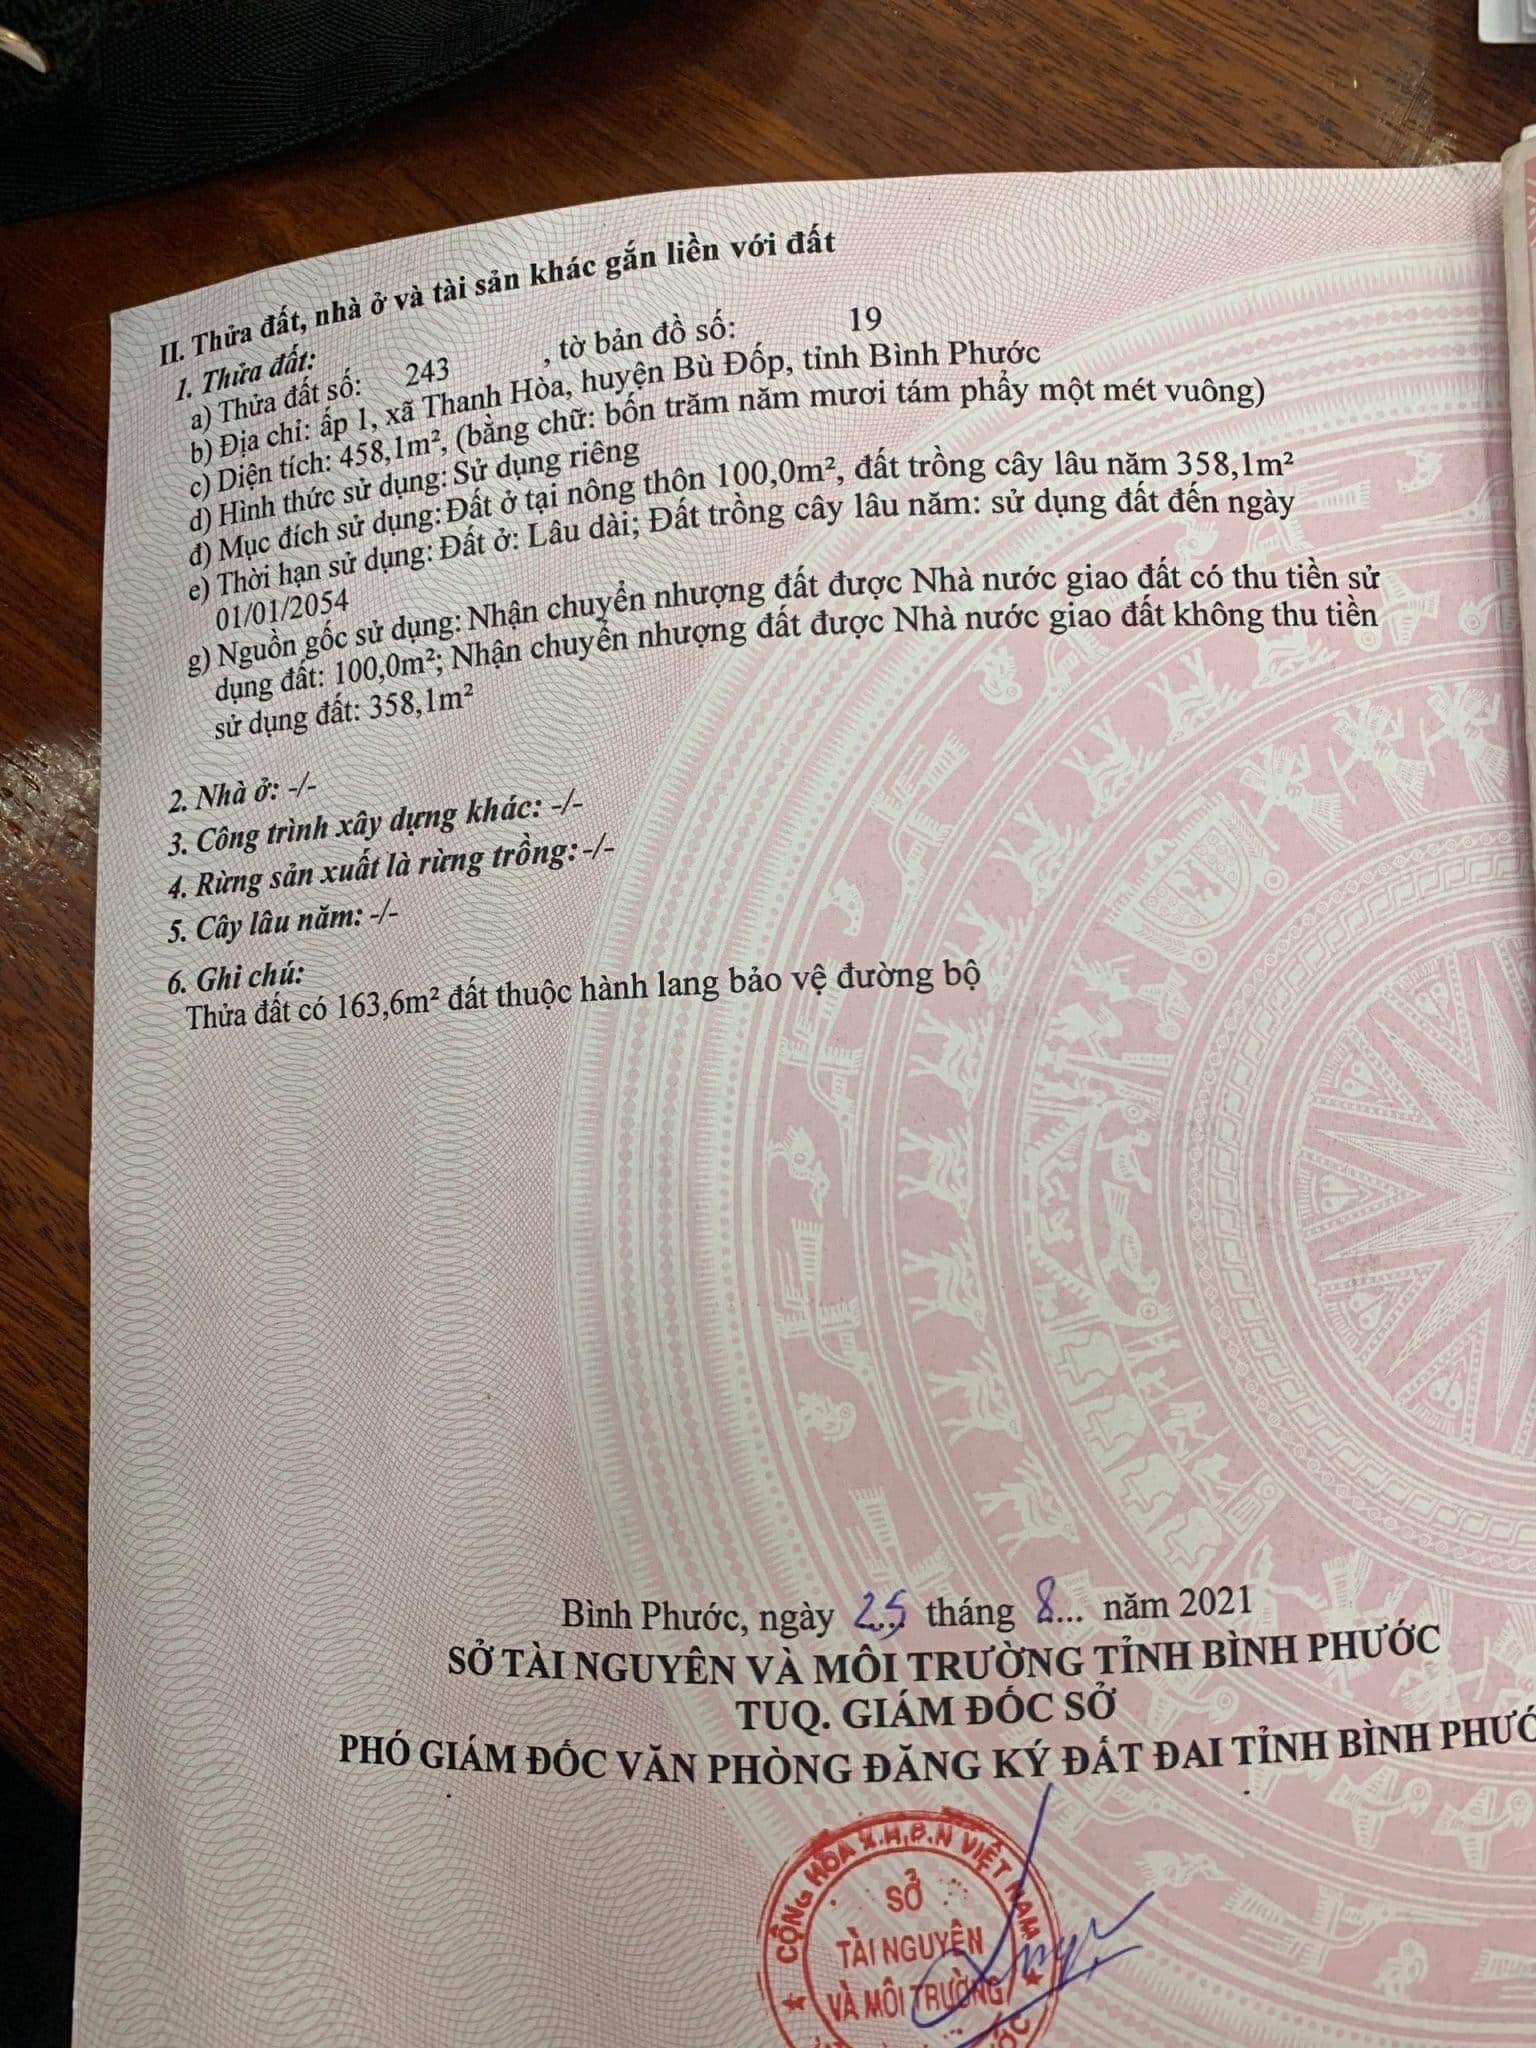 II. Thửa đất, nhà ở và tài sản khác gắn liền với đất
1. Thửa đất:
a) Thửa đất số: 243 , tờ bản đồ số: 19
b) Địa chỉ: ấp 1, xã Thanh Hòa, huyện Bù Đốp, tỉnh Bình Phước
c) Diện tích: 458,1m², (bằng chữ: bốn trăm năm mươi tám phẩy một mét vuông)
d) Hình thức sử dụng: Sử dụng riêng
đ) Mục đích sử dụng: Đất ở tại nông thôn 100,0m², đất trồng cây lâu năm 358,1m²
e) Thời hạn sử dụng: Đất ở: Lâu dài; Đất trồng cây lâu năm: sử dụng đất đến ngày
01/01/2054
g) Nguồn gốc sử dụng: Nhận chuyển nhượng đất được Nhà nước giao đất có thu tiền sử
dụng đất: 100,0m²; Nhận chuyển nhượng đất được Nhà nước giao đất không thu tiền
sử dụng đất: 358,1m²
2. Nhà ở: -/-
3. Công trình xây dựng khác: -/-
4. Rừng sản xuất là rừng trồng: -/-
5. Cây lâu năm: -/-
6. Ghi chú:
Thửa đất có 163,6m² đất thuộc hành lang bảo vệ đường bộ
Bình Phước, ngày 25 tháng 8... năm 2021
SỞ TÀI NGUYÊN VÀ MÔI TRƯỜNG TỈNH BÌNH PHƯỚC
TUQ. GIÁM ĐỐC SỞ
PHÓ GIÁM ĐỐC VĂN PHÒNG ĐĂNG KÝ ĐẤT ĐAI TỈNH BÌNH PHƯỚ
CỘNG HÒA X.H.C.N VIỆT NAM
SỞ
TÀI NGUYÊN
VÀ MÔI TRƯỜNG